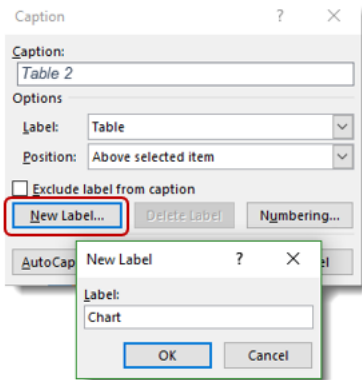 Caption ? ×
Caption:
Table 2
Options
Label: Table
Position: Above selected item
Exclude label from caption
New Label... Delete Label Numbering...
New Label ? ×
Label:
Chart
OK Cancel